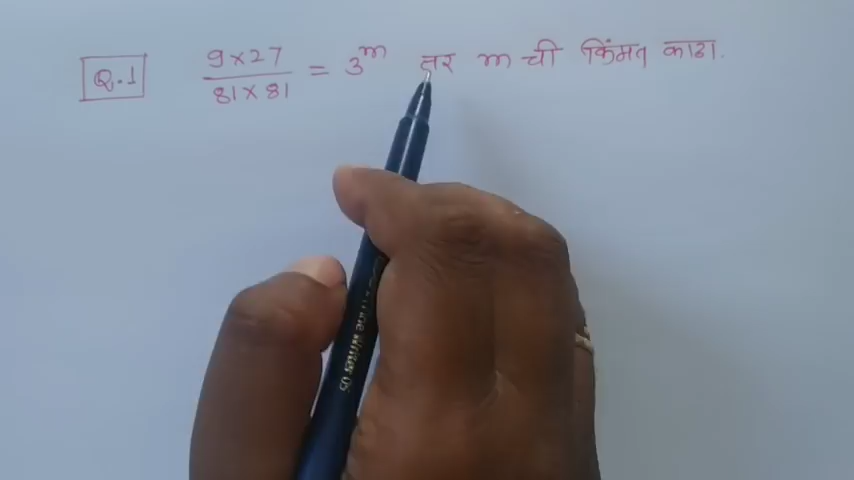 Q.1 9×27 / 81×81 = 3^m तर m ची किंमत काढा.